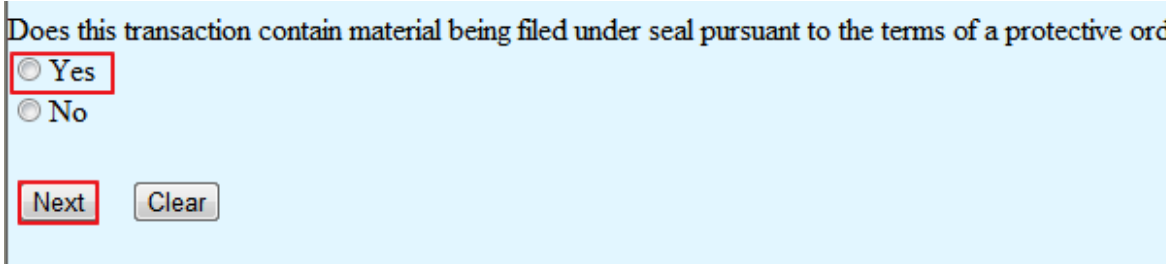 Does this transaction contain material being filed under seal pursuant to the terms of a protective
Yes
No
Next Clear